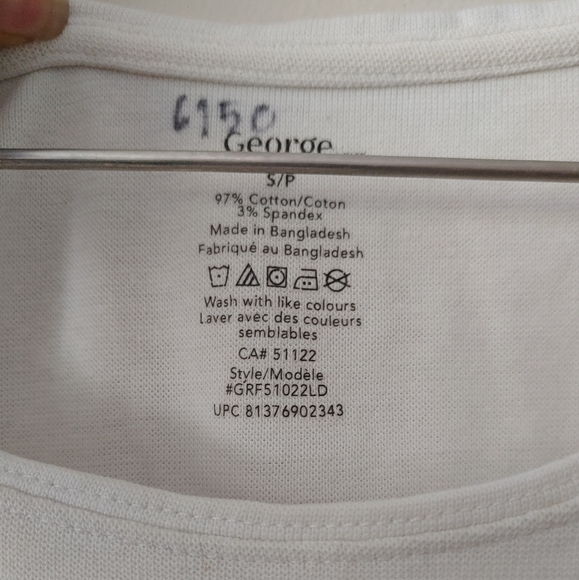 6150
George
S/P
97% Cotton/Coton
3% Spandex
Made in Bangladesh
Fabriqué au Bangladesh
Wash with like colours
Laver avec des couleurs
semblables
CA# 51122
Style/Modèle
#GRF51022LD
UPC 81376902343